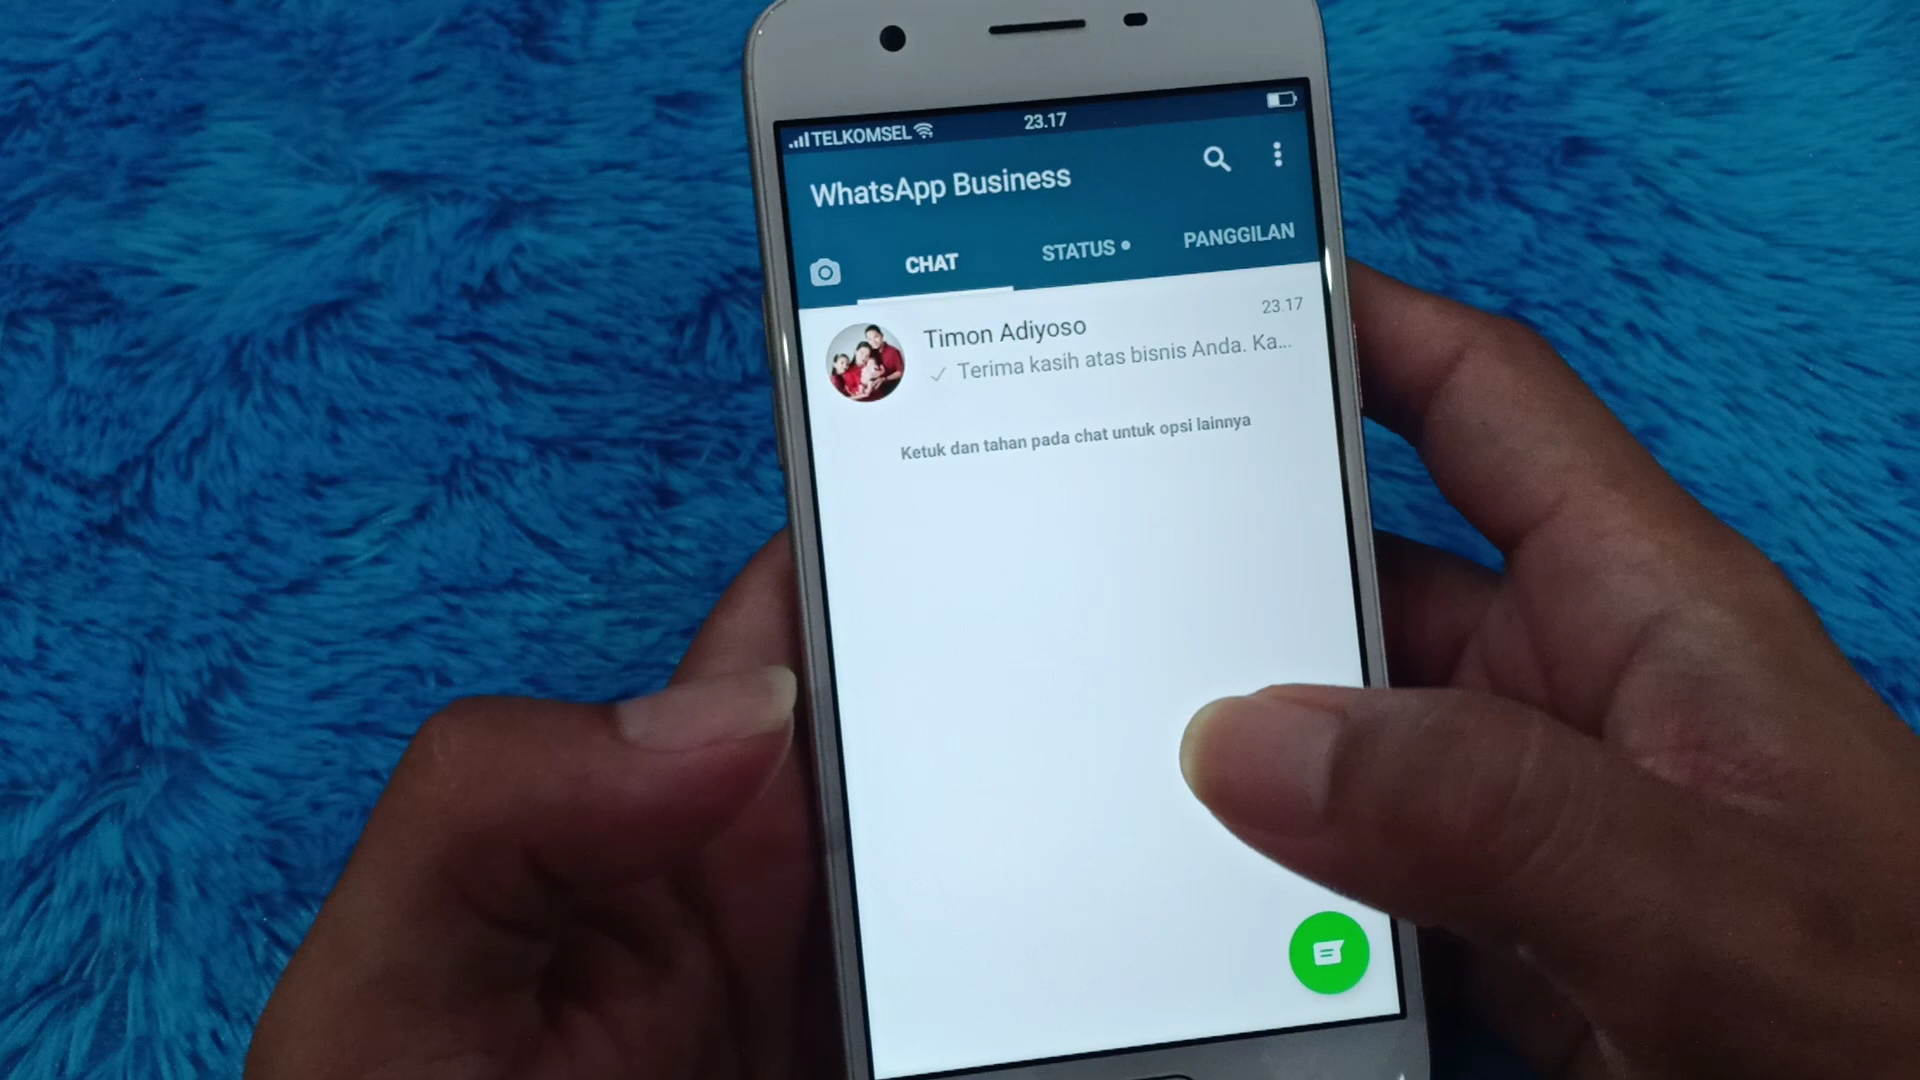 TELKOMSEL 23.17
WhatsApp Business
CHAT STATUS PANGGILAN
Timon Adiyoso 23.17
Terima kasih atas bisnis Anda. Ka...
Ketuk dan tahan pada chat untuk opsi lainnya